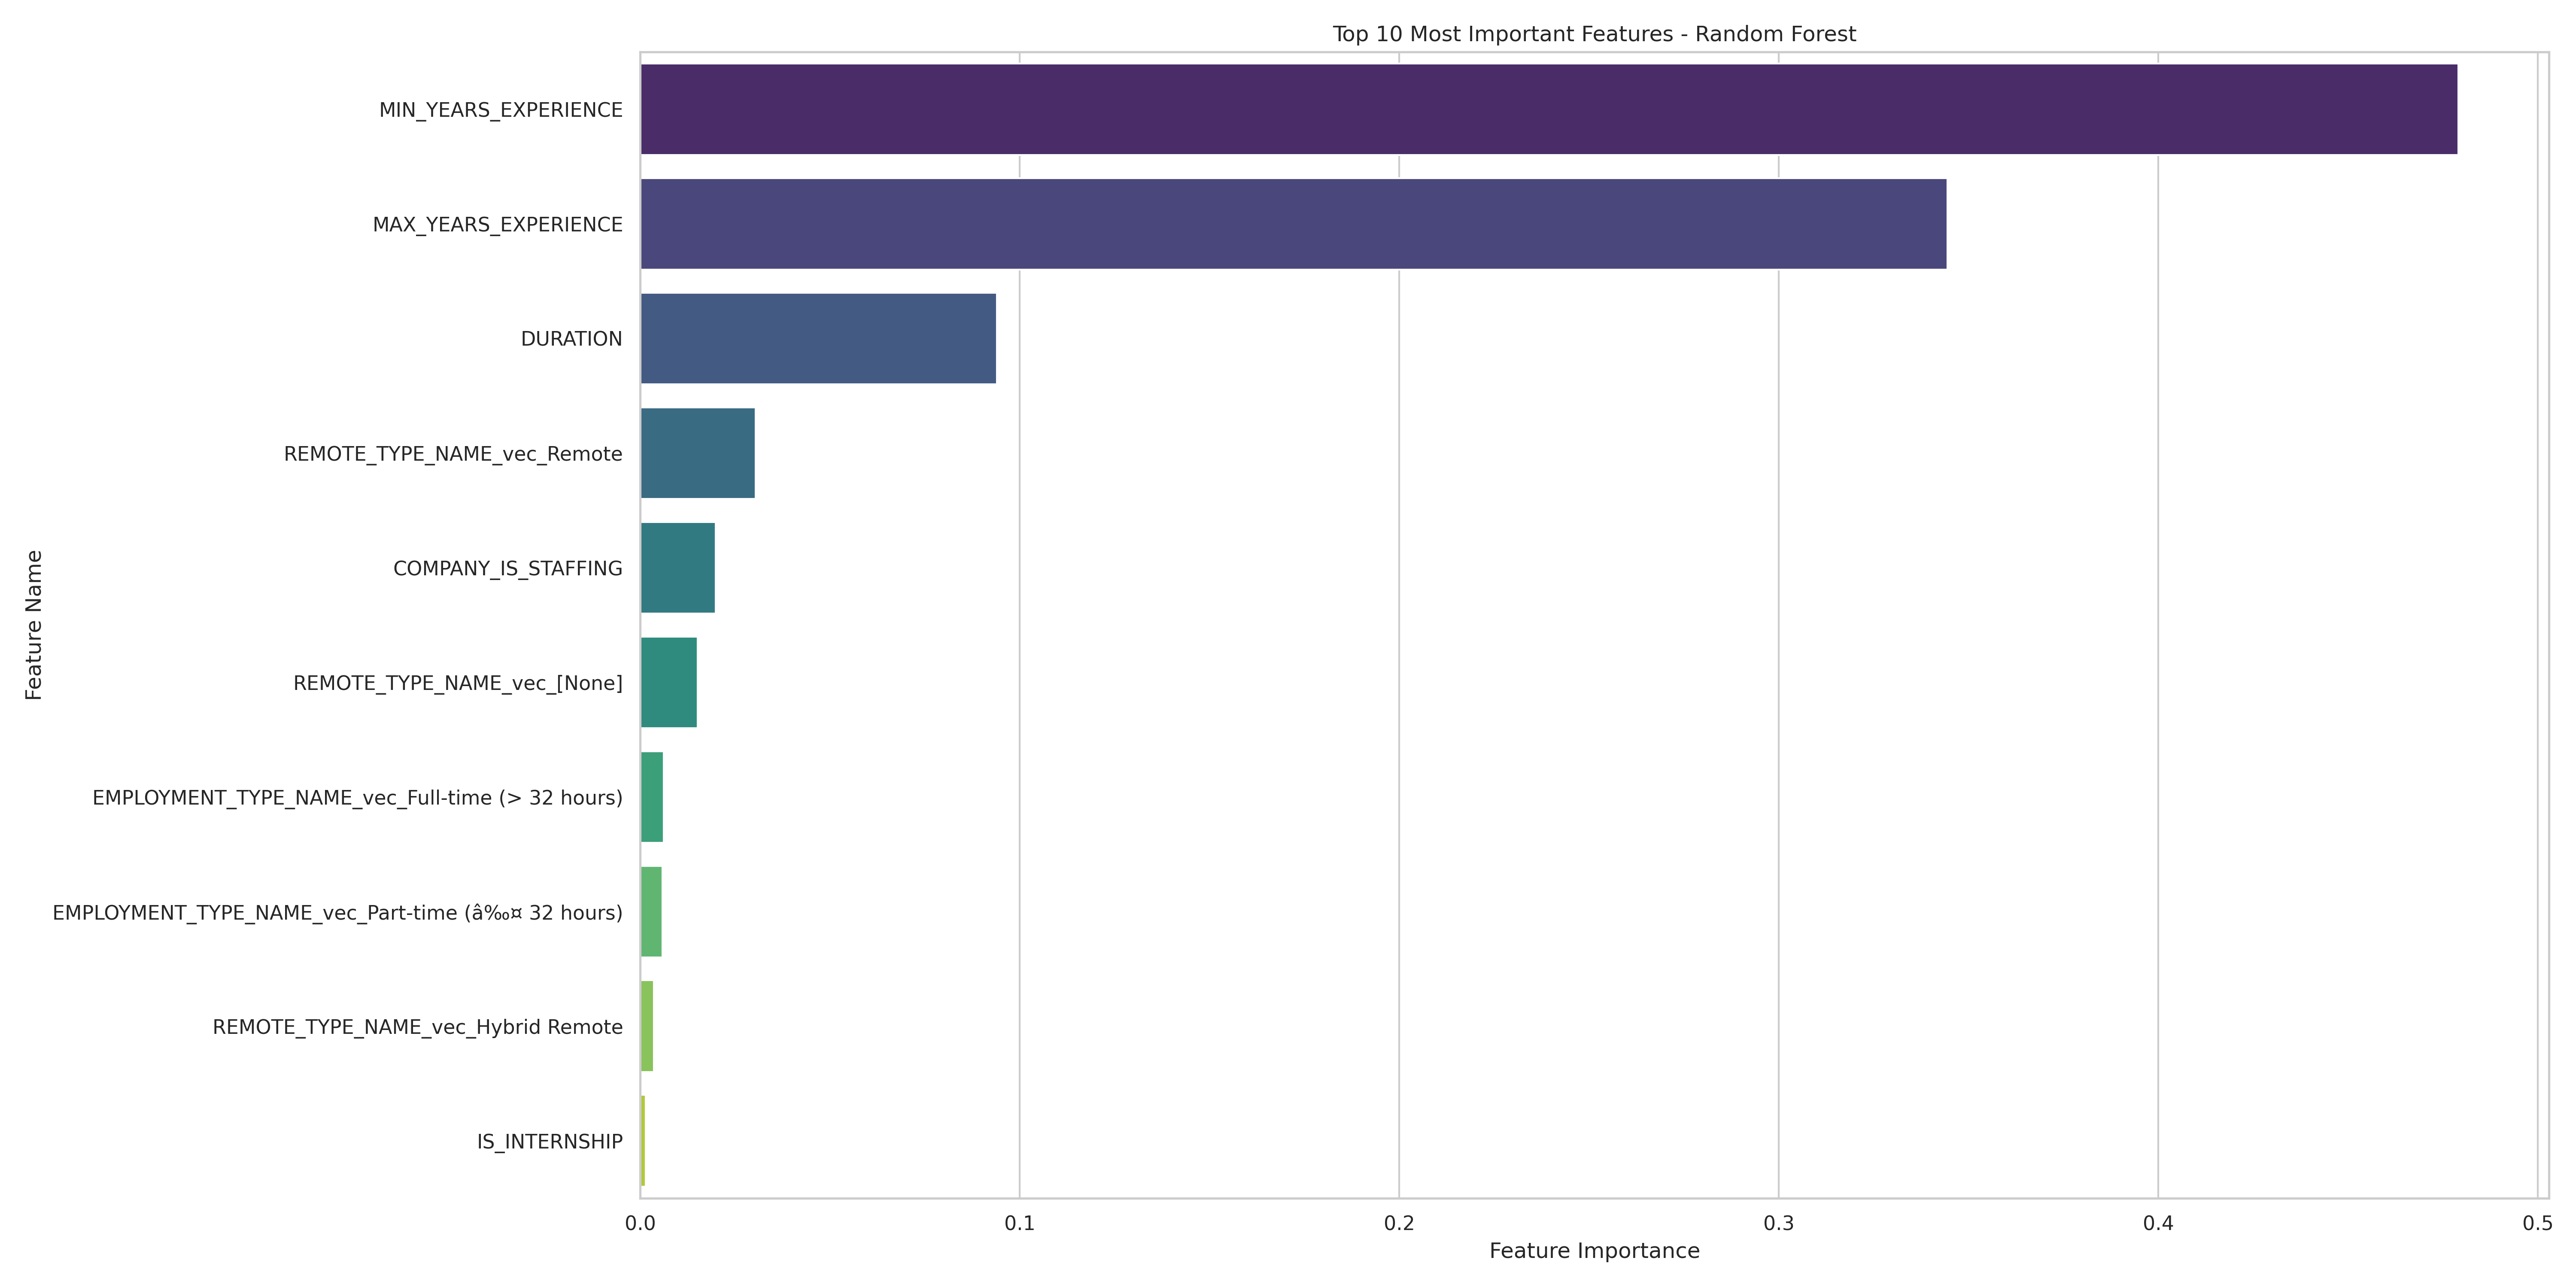 Top 10 Most Important Features - Random Forest
Feature Name
MIN_YEARS_EXPERIENCE
MAX_YEARS_EXPERIENCE
DURATION
REMOTE_TYPE_NAME_vec_Remote
COMPANY_IS_STAFFING
REMOTE_TYPE_NAME_vec_[None]
EMPLOYMENT_TYPE_NAME_vec_Full-time (> 32 hours)
EMPLOYMENT_TYPE_NAME_vec_Part-time (â‰¤ 32 hours)
REMOTE_TYPE_NAME_vec_Hybrid Remote
IS_INTERNSHIP
0.0 0.1 0.2 0.3 0.4 0.5
Feature Importance